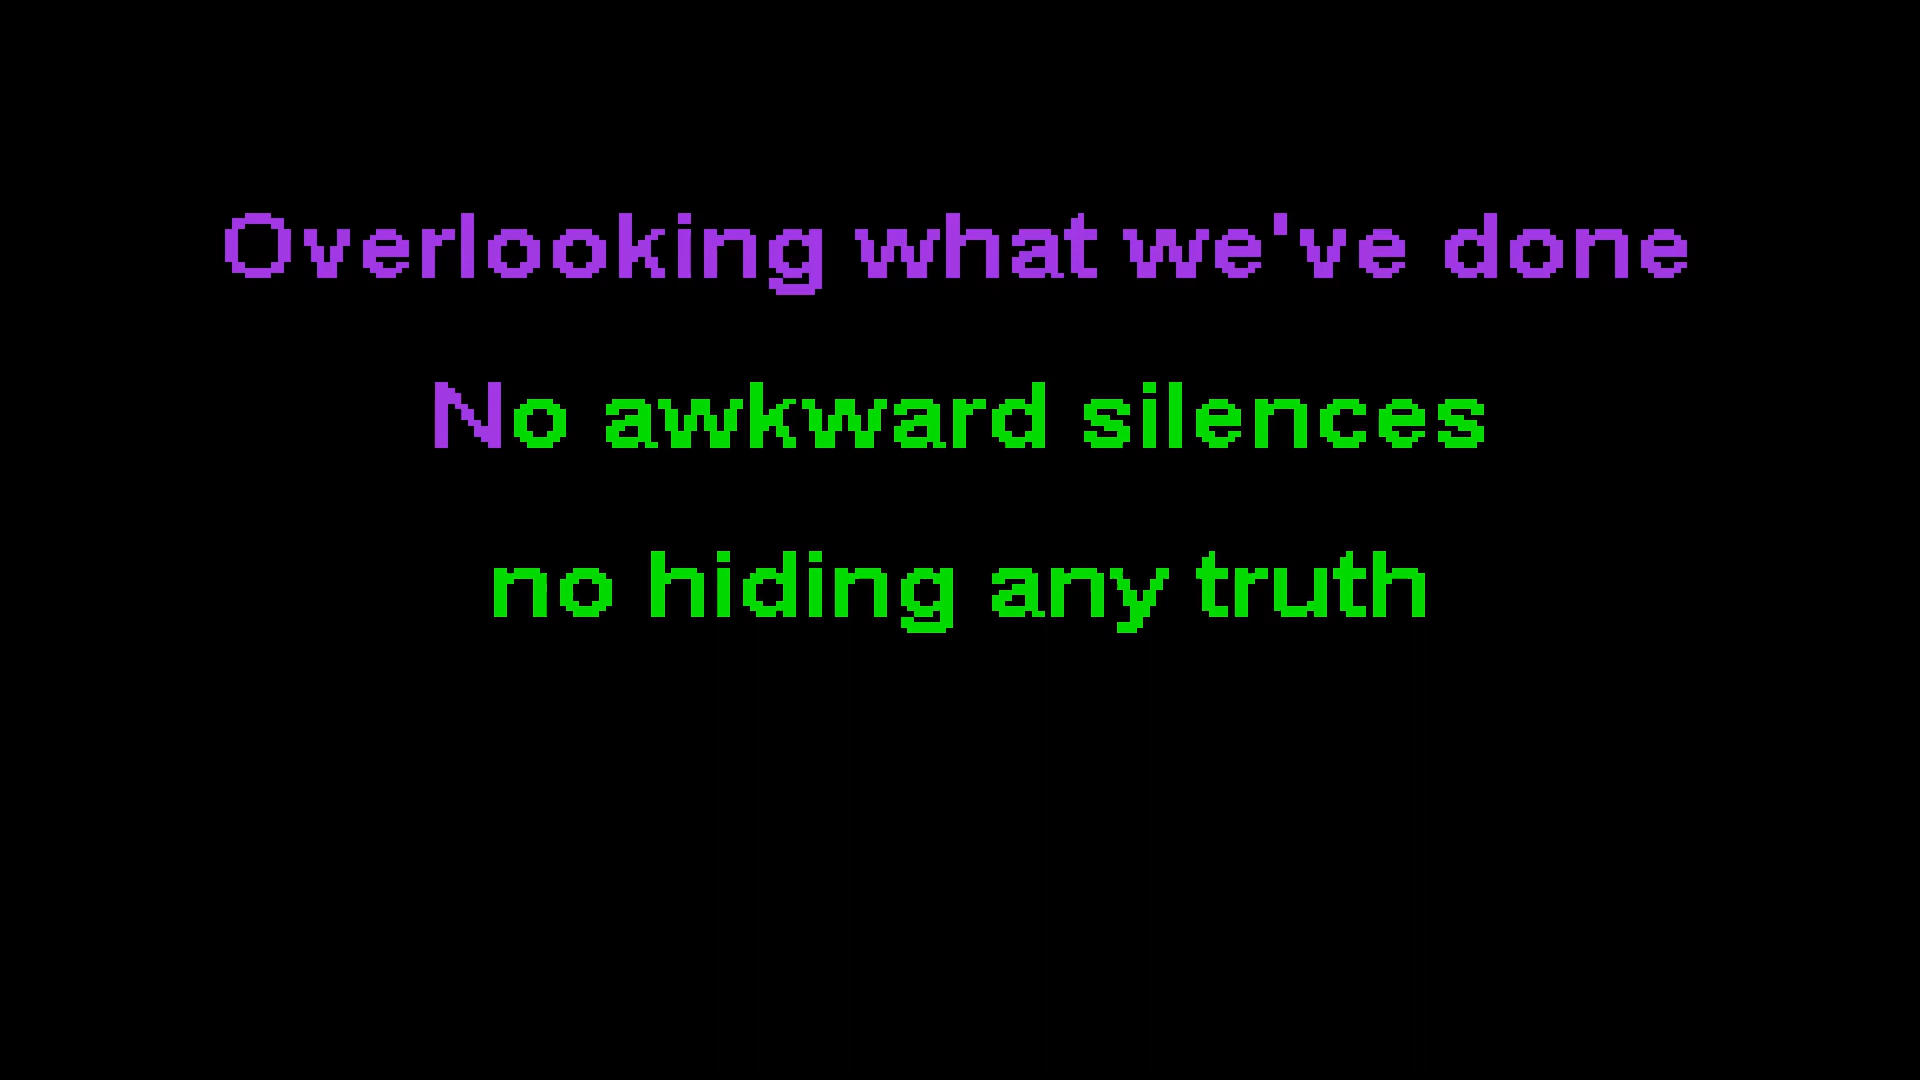 Overlooking what we've done
No awkward silences
no hiding any truth